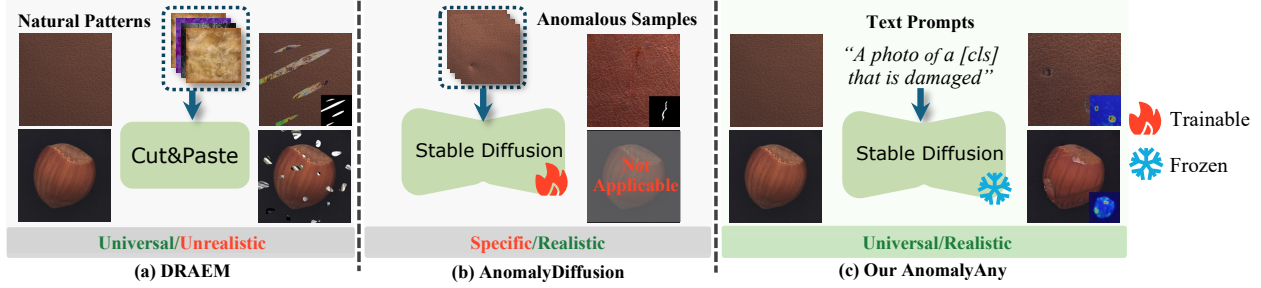 Natural Patterns
Cut&Paste
Universal/Unrealistic
(a) DRAEM
Anomalous Samples
Stable Diffusion
Not
Applicable
Specific/Realistic
(b) AnomalyDiffusion
Text Prompts
“A photo of a [cls]
that is damaged”
Stable Diffusion
Universal/Realistic
(c) Our AnomalyAny
Trainable
Frozen